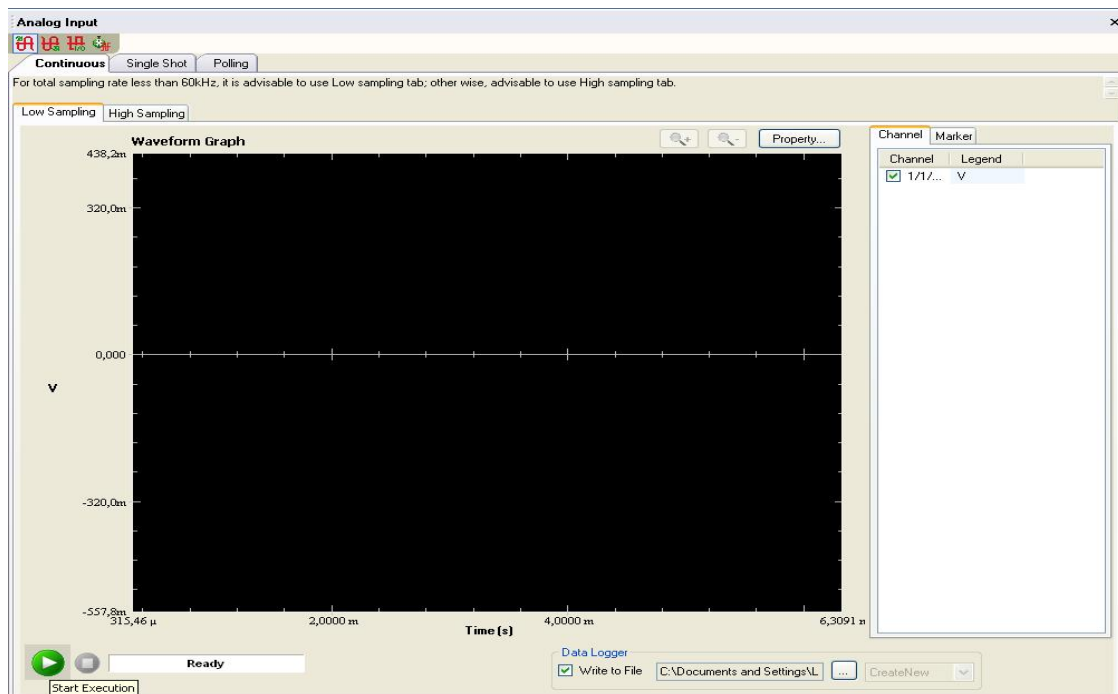 Analog Input
Continuous Single Shot Polling
For total sampling rate less than 60kHz, it is advisable to use Low sampling tab; other wise, advisable to use High sampling tab.
Low Sampling High Sampling
Waveform Graph Property... Channel Marker
438,2m
Channel Legend
1/1/... V
320,0m
0,000
V
-320,0m
-557,8m
315,46 µ 2,0000 m 4,0000 m 6,3091 m
Time (s)
Ready
Data Logger
Write to File C:\Documents and Settings\L ... CreateNew
Start Execution